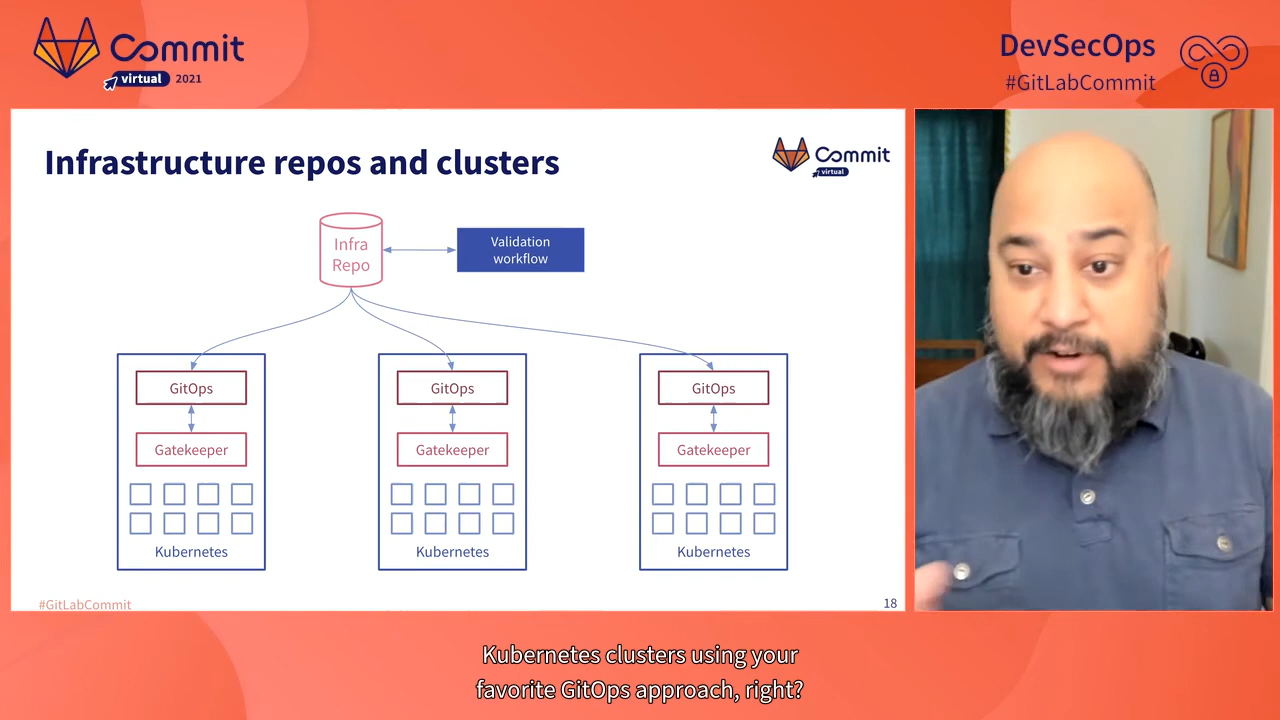 Commit
virtual 2021
DevSecOps
#GitLabCommit
Infrastructure repos and clusters
Commit
virtual
Infra
Repo
Validation
workflow
GitOps
Gatekeeper
Kubernetes
GitOps
Gatekeeper
Kubernetes
GitOps
Gatekeeper
Kubernetes
#GitLabCommit
18
Kubernetes clusters using your
favorite GitOps approach, right?